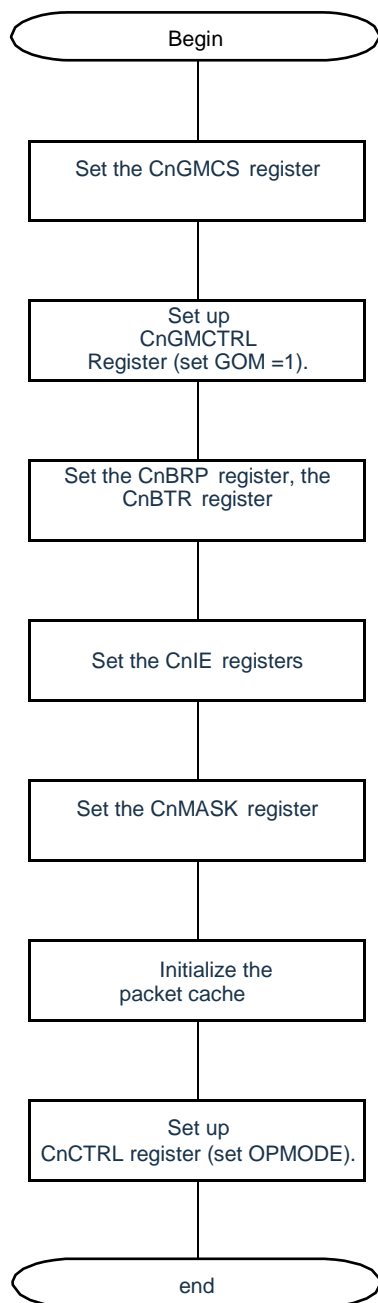 Begin
Set the CnGMCS register
Set up
CnGMCTRL
Register (set GOM =1).
Set the CnBRP register, the
CnBTR register
Set the CnIE registers
Set the CnMASK register
Initialize the
packet cache
Set up
CnCTRL register (set OPMODE).
end